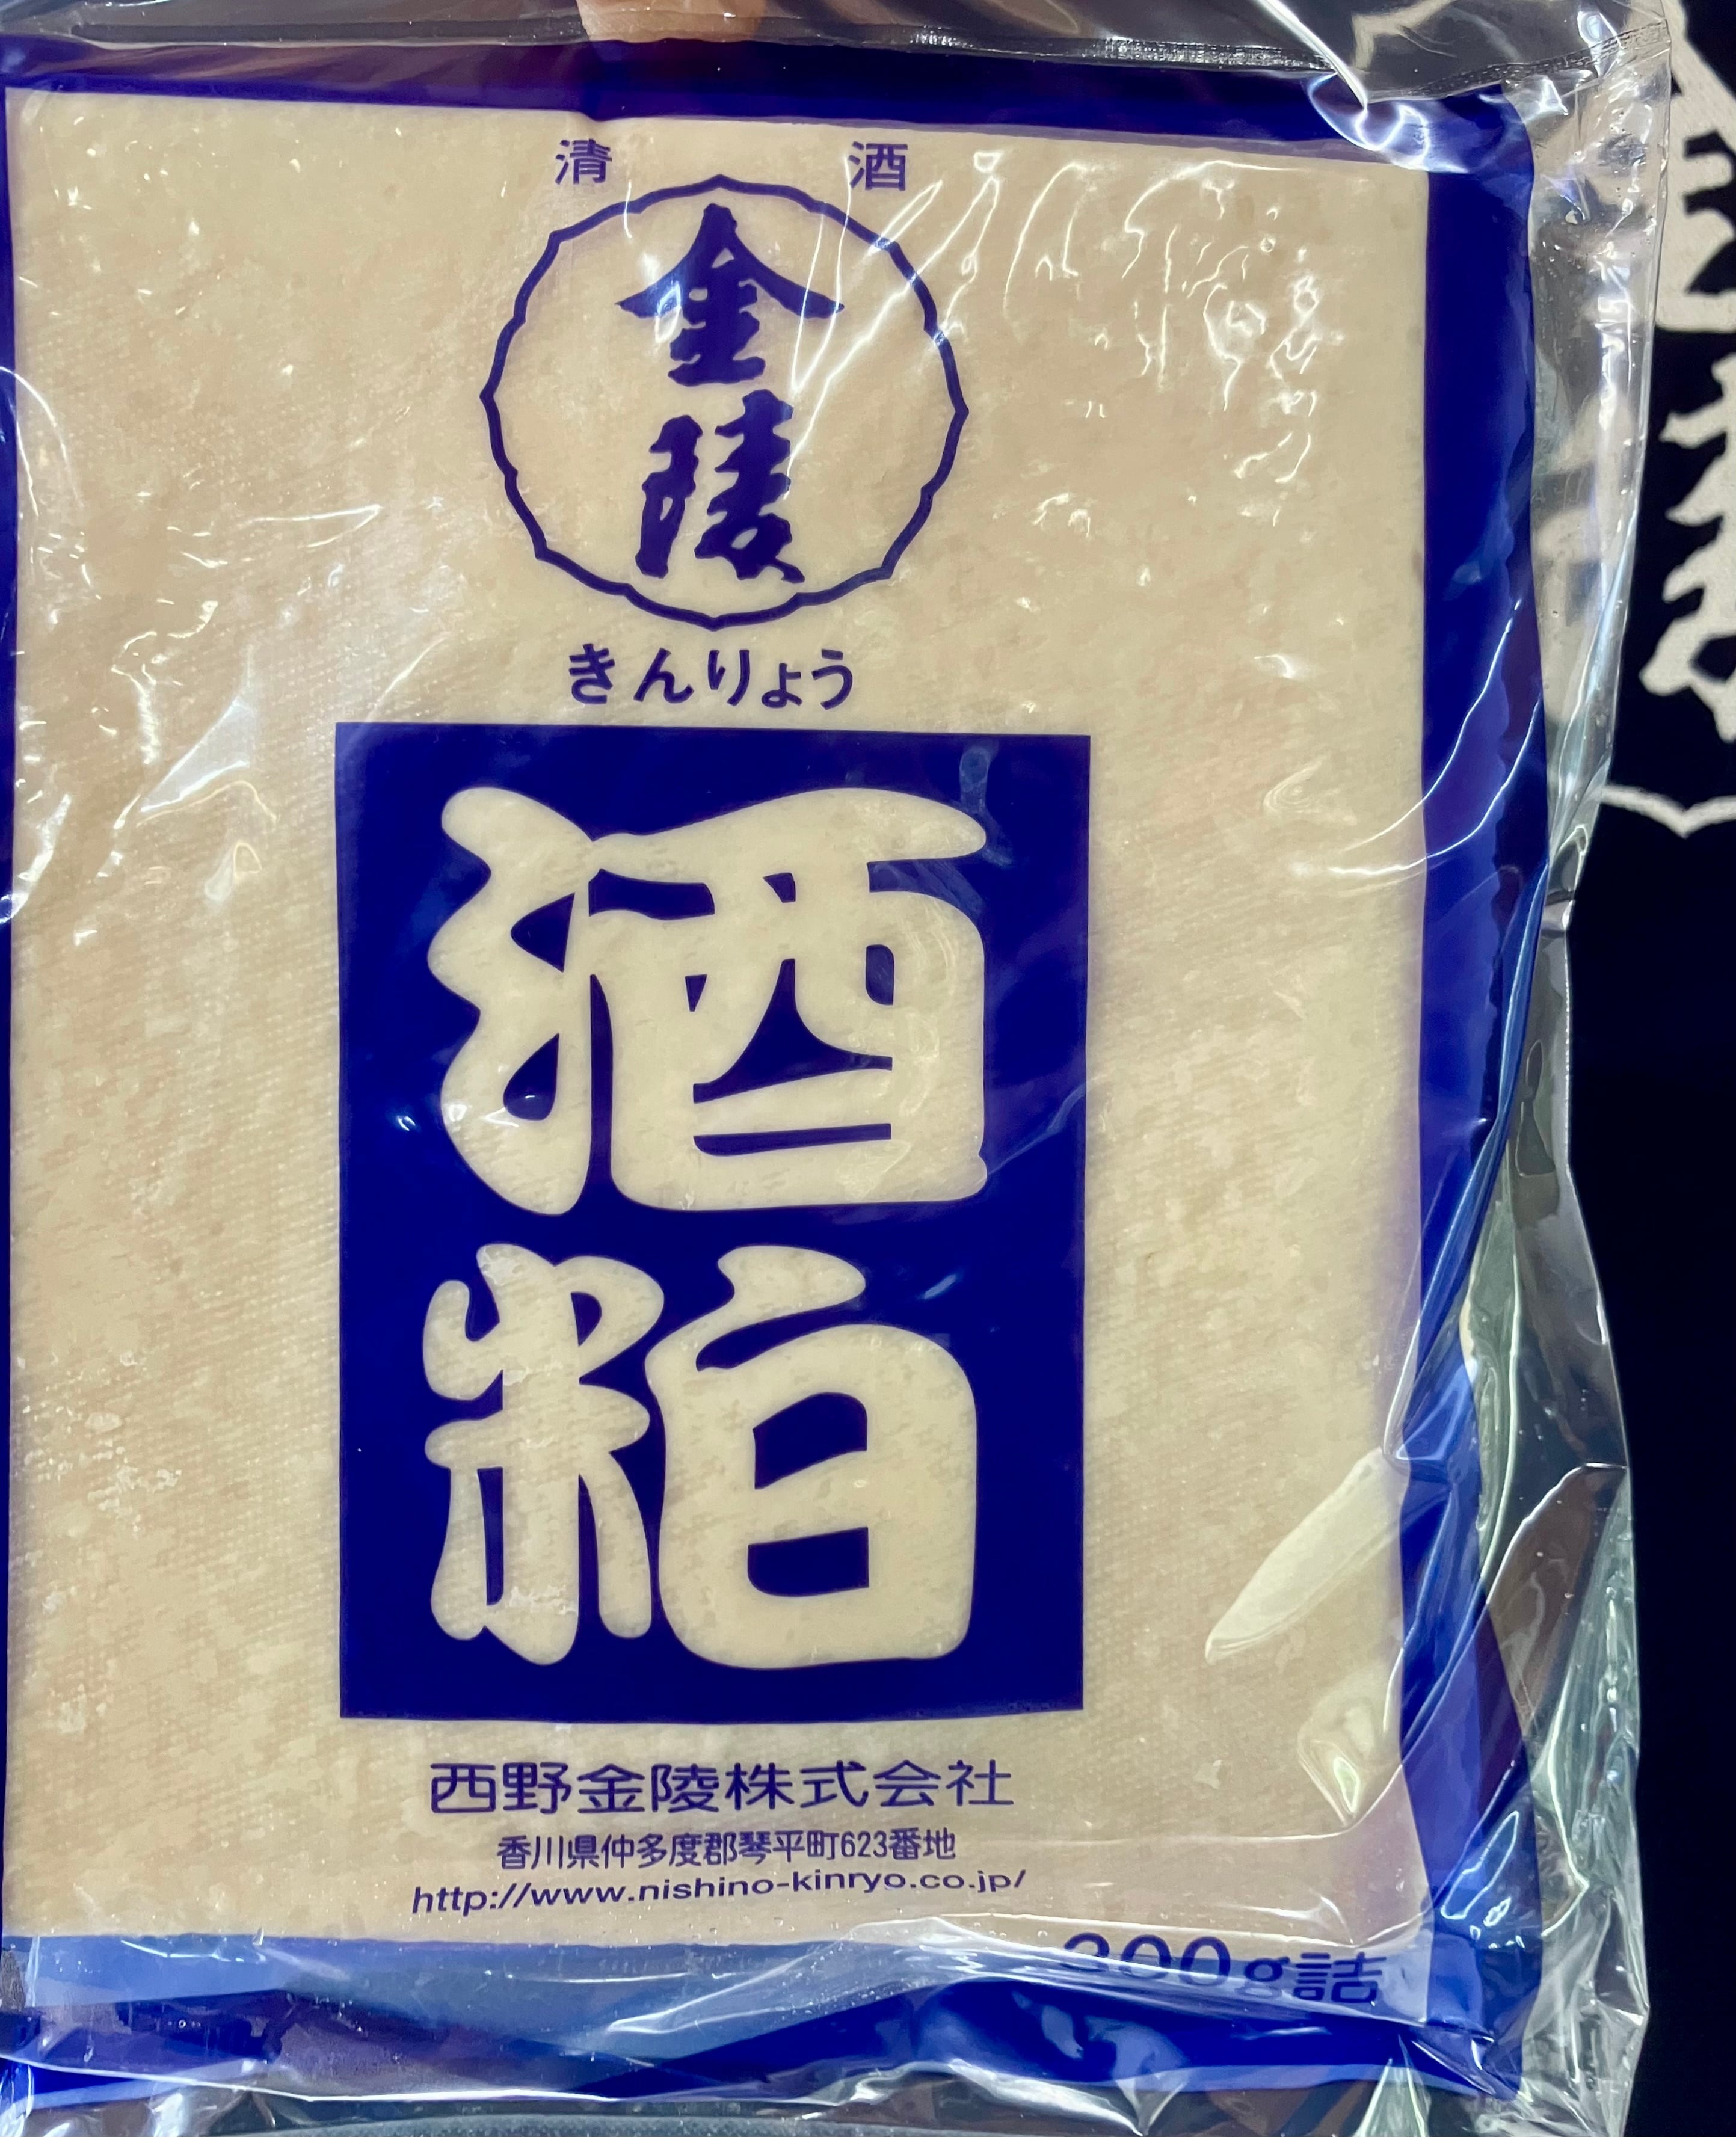 清 酒
金陵
きんりょう
酒粕
西野金陵株式会社
香川県仲多度郡琴平町623番地
http://www.nishino-kinryo.co.jp/
300g詰